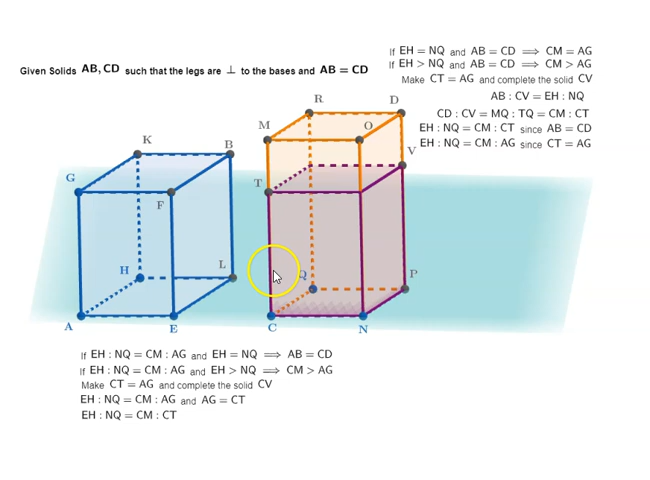 Given Solids AB, CD such that the legs are ⊥ to the bases and AB = CD
If EH = NQ and AB = CD ⟹ CM = AG
If EH > NQ and AB = CD ⟹ CM > AG
Make CT = AG and complete the solid CV
AB : CV = EH : NQ
CD : CV = MQ : TQ = CM : CT
EH : NQ = CM : CT since AB = CD
EH : NQ = CM : AG since CT = AG
R D
M O
K B
V
G T
F
H L Q P
A E C N
If EH : NQ = CM : AG and EH = NQ ⟹ AB = CD
If EH : NQ = CM : AG and EH > NQ ⟹ CM > AG
Make CT = AG and complete the solid CV
EH : NQ = CM : AG and AG = CT
EH : NQ = CM : CT